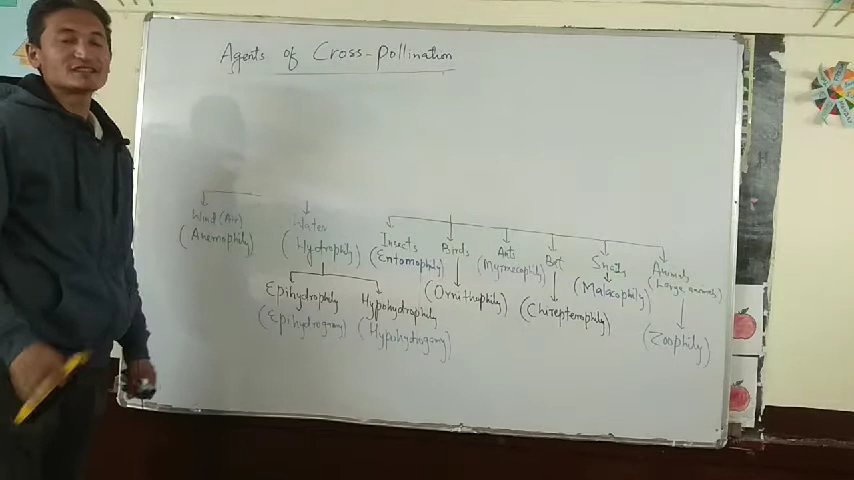 Agents of Cross-Pollination
Wind (Air)
(Anemophily)
Water
(Hydrophily)
Epihydrophily
(Epihydrogamy)
Hypohydrophily
(Hypohydrogamy)
Insects
(Entomophily)
Birds
(Ornithophily)
Ants
(Myrmecophily)
Bat
(Chiropterophily)
Snails
(Malacophily)
Animals
(Large animals)
(Zoophily)